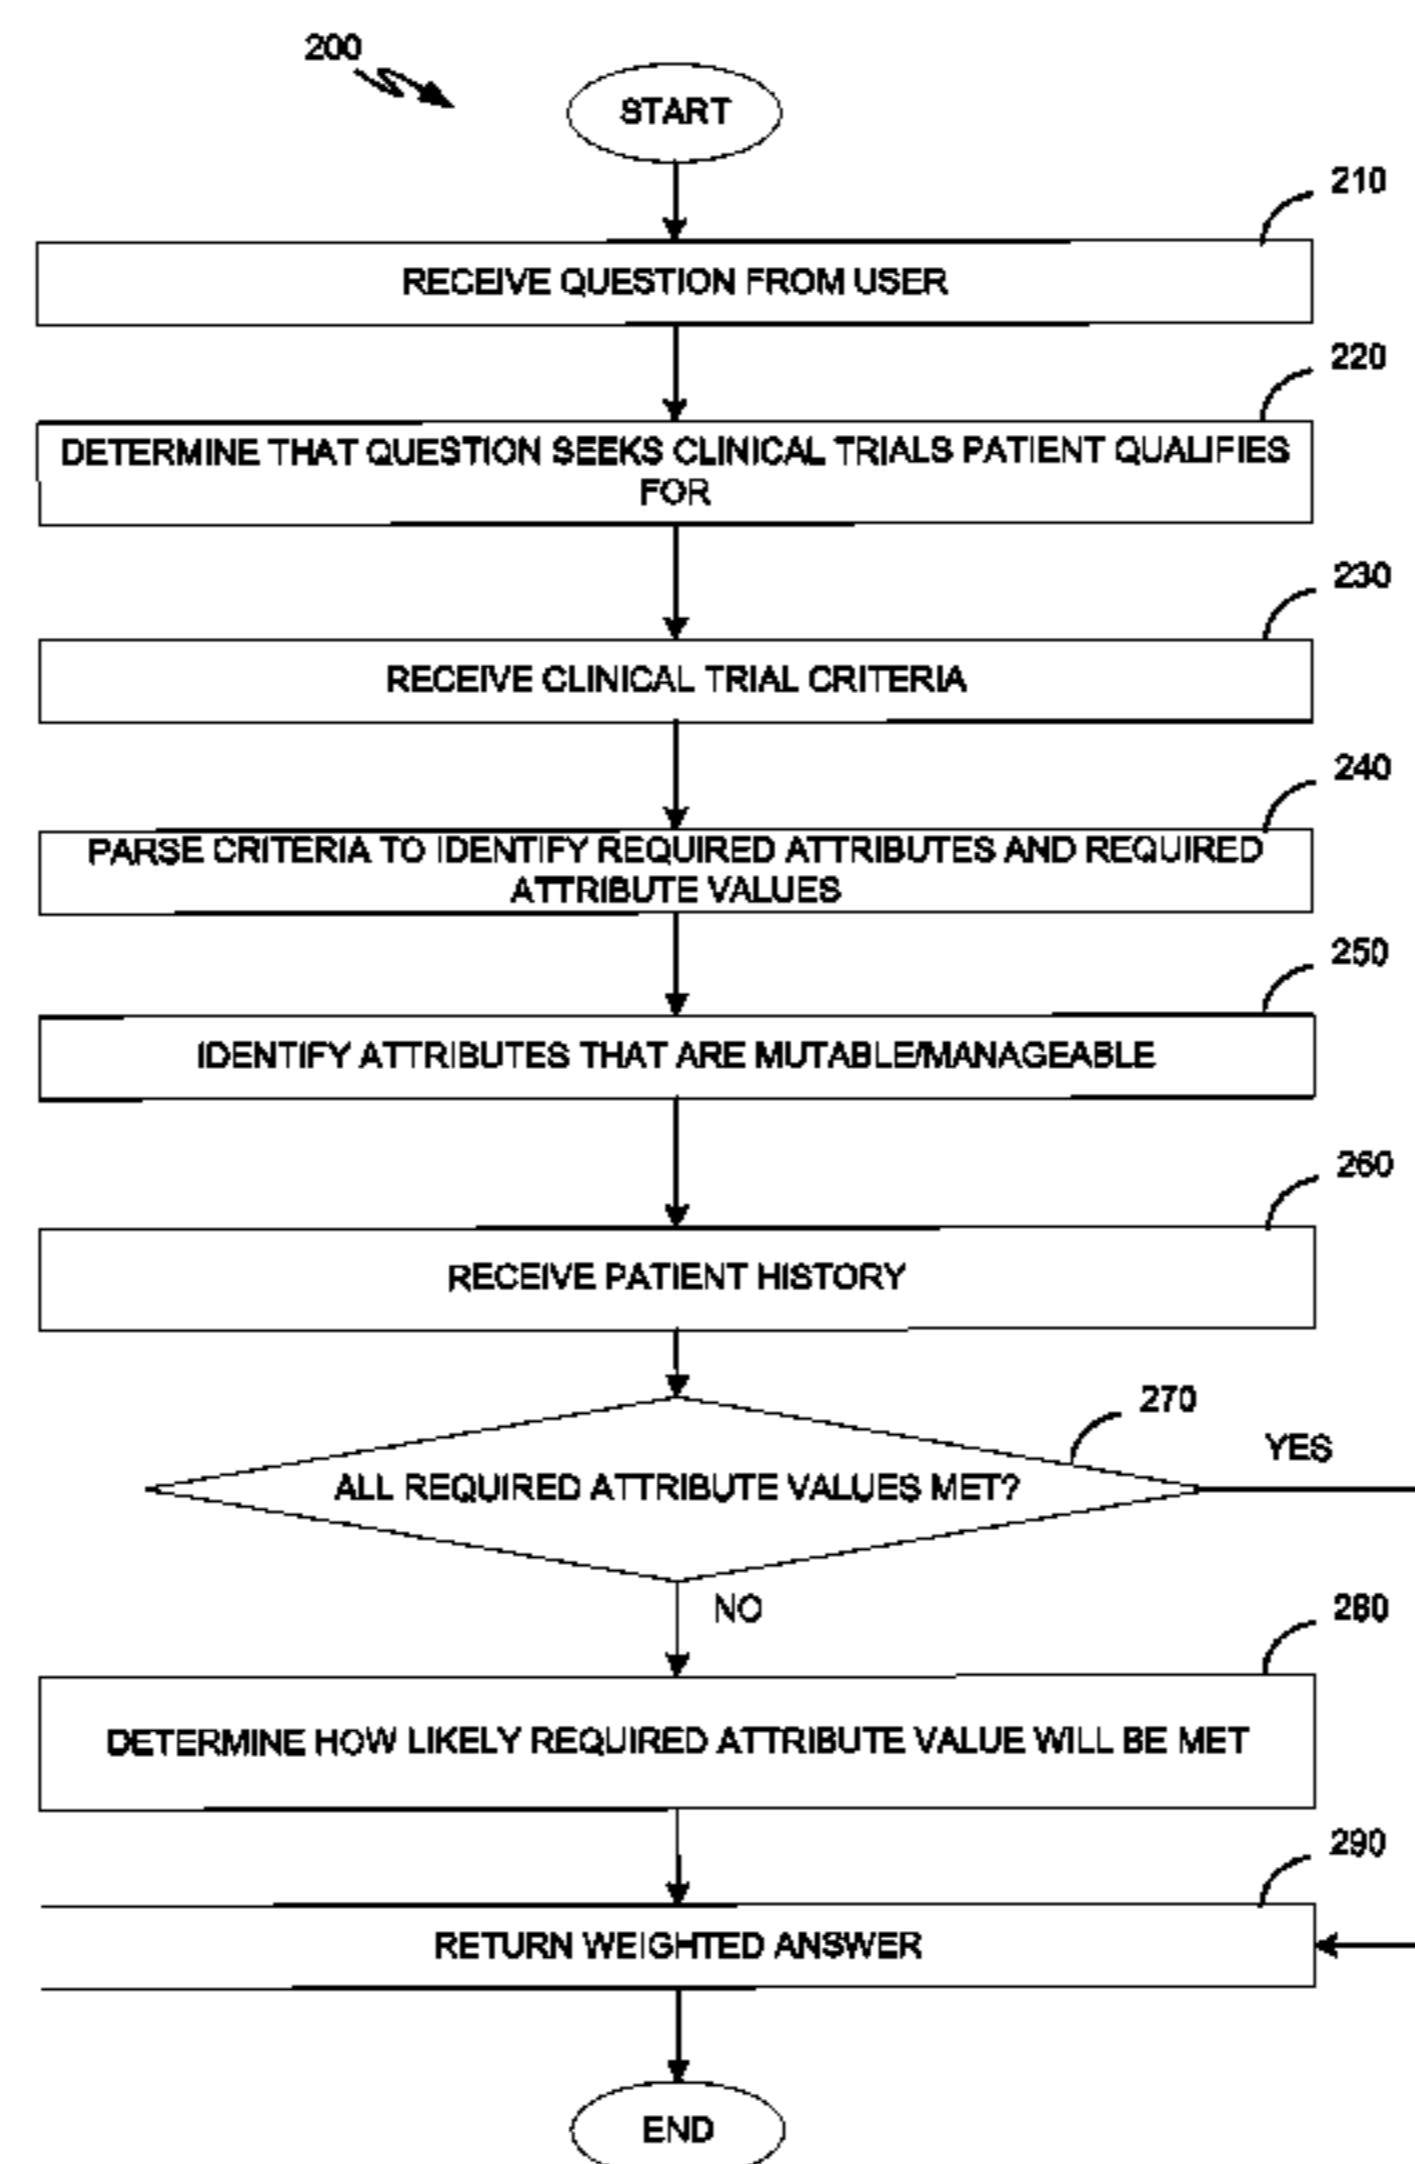 200
START
210
RECEIVE QUESTION FROM USER
220
DETERMINE THAT QUESTION SEEKS CLINICAL TRIALS PATIENT QUALIFIES
FOR
230
RECEIVE CLINICAL TRIAL CRITERIA
240
PARSE CRITERIA TO IDENTIFY REQUIRED ATTRIBUTES AND REQUIRED
ATTRIBUTE VALUES
250
IDENTIFY ATTRIBUTES THAT ARE MUTABLE/MANAGEABLE
260
RECEIVE PATIENT HISTORY
270
YES
ALL REQUIRED ATTRIBUTE VALUES MET?
NO
280
DETERMINE HOW LIKELY REQUIRED ATTRIBUTE VALUE WILL BE MET
290
RETURN WEIGHTED ANSWER
END